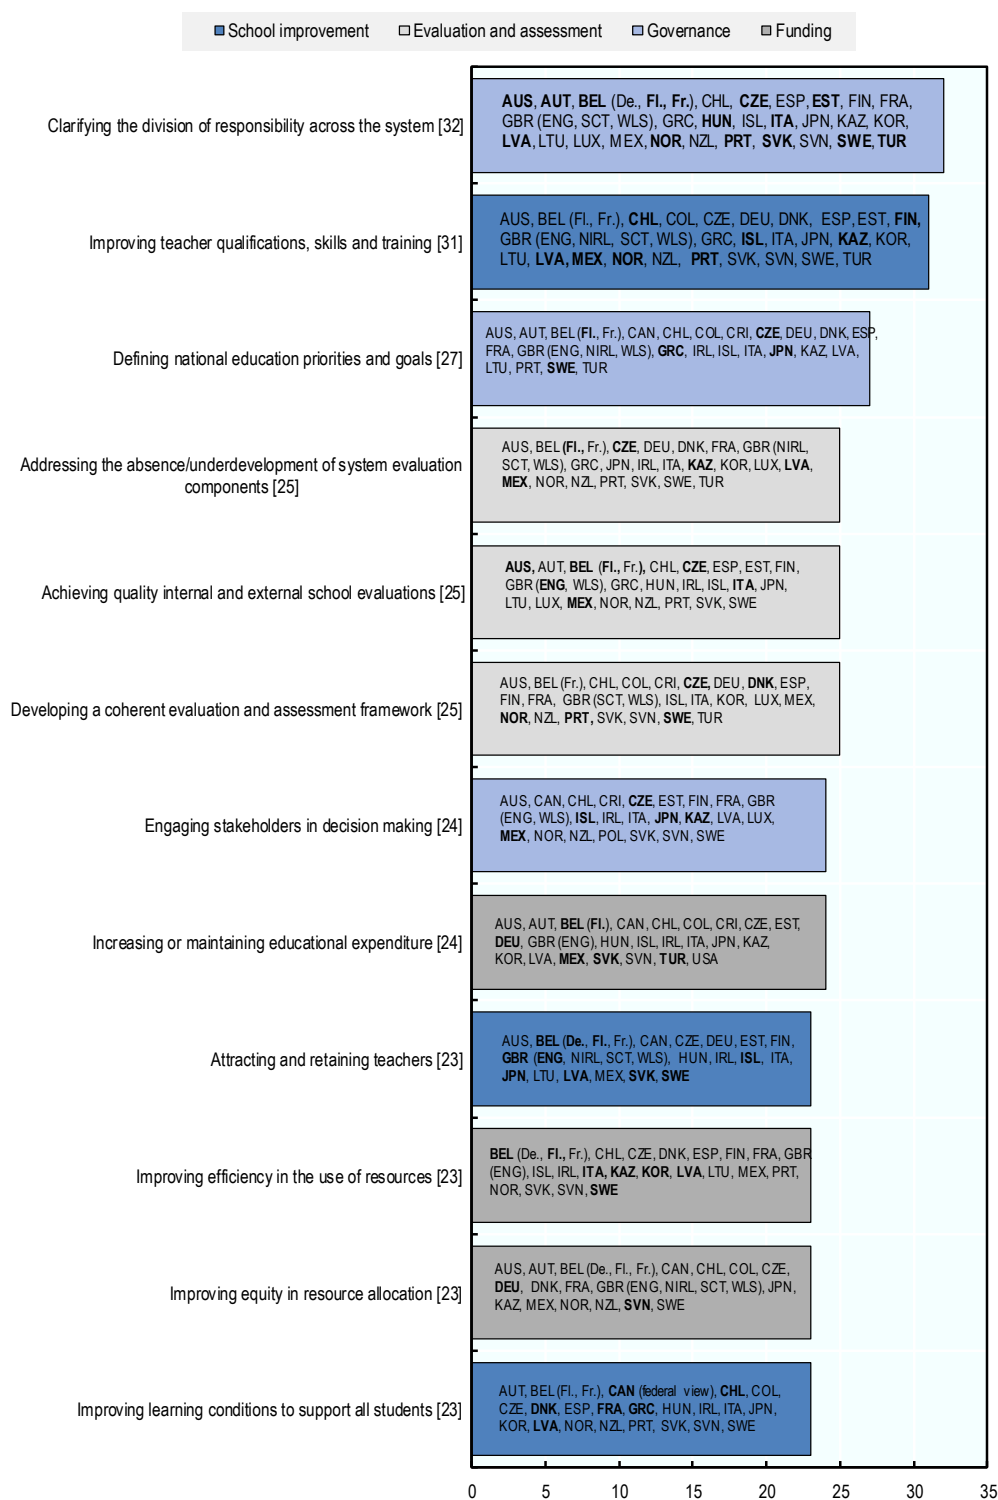 School improvement Evaluation and assessment Governance Funding
Clarifying the division of responsibility across the system [32]
AUS, AUT, BEL (De., Fl., Fr.), CHL, CZE, ESP, EST, FIN, FRA,
GBR (ENG, SCT, WLS), GRC, HUN, ISL, ITA, JPN, KAZ, KOR,
LVA, LTU, LUX, MEX, NOR, NZL, PRT, SVK, SVN, SWE, TUR
Improving teacher qualifications, skills and training [31]
AUS, BEL (Fl., Fr.), CHL, COL, CZE, DEU, DNK, ESP, EST, FIN,
GBR (ENG, NIRL, SCT, WLS), GRC, ISL, ITA, JPN, KAZ, KOR,
LTU, LVA, MEX, NOR, NZL, PRT, SVK, SVN, SWE, TUR
Defining national education priorities and goals [27]
AUS, AUT, BEL (Fl., Fr.), CAN, CHL, COL, CRI, CZE, DEU, DNK, ESP,
FRA, GBR (ENG, NIRL, WLS), GRC, IRL, ISL, ITA, JPN, KAZ, LVA,
LTU, PRT, SWE, TUR
Addressing the absence/underdevelopment of system evaluation
components [25]
AUS, BEL (Fl., Fr.), CZE, DEU, DNK, FRA, GBR (NIRL,
SCT, WLS), GRC, JPN, IRL, ITA, KAZ, KOR, LUX, LVA,
MEX, NOR, NZL, PRT, SVK, SWE, TUR
Achieving quality internal and external school evaluations [25]
AUS, AUT, BEL (Fl., Fr.), CHL, CZE, ESP, EST, FIN,
GBR (ENG, WLS), GRC, HUN, IRL, ISL, ITA, JPN,
LTU, LUX, MEX, NOR, NZL, PRT, SVK, SWE
Developing a coherent evaluation and assessment framework [25]
AUS, BEL (Fr.), CHL, COL, CRI, CZE, DEU, DNK, ESP,
FIN, FRA, GBR (SCT, WLS), ISL, ITA, KOR, LUX, MEX,
NOR, NZL, PRT, SVK, SVN, SWE, TUR
Engaging stakeholders in decision making [24]
AUS, CAN, CHL, CRI, CZE, EST, FIN, FRA, GBR
(ENG, WLS), ISL, IRL, ITA, JPN, KAZ, LVA, LUX,
MEX, NOR, NZL, POL, SVK, SVN, SWE
Increasing or maintaining educational expenditure [24]
AUS, AUT, BEL (Fl.), CAN, CHL, COL, CRI, CZE, EST,
DEU, GBR (ENG), HUN, ISL, IRL, ITA, JPN, KAZ,
KOR, LVA, MEX, SVK, SVN, TUR, USA
Attracting and retaining teachers [23]
AUS, BEL (De., Fl., Fr.), CAN, CZE, DEU, EST, FIN,
GBR (ENG, NIRL, SCT, WLS), HUN, IRL, ISL, ITA,
JPN, LTU, LVA, MEX, SVK, SWE
Improving efficiency in the use of resources [23]
BEL (De., Fl., Fr.), CHL, CZE, DNK, ESP, FIN, FRA, GBR
(ENG), ISL, IRL, ITA, KAZ, KOR, LVA, LTU, MEX, PRT,
NOR, SVK, SVN, SWE
Improving equity in resource allocation [23]
AUS, AUT, BEL (De., Fl., Fr.), CAN, CHL, COL, CZE,
DEU, DNK, FRA, GBR (ENG, NIRL, SCT, WLS), JPN,
KAZ, MEX, NOR, NZL, SVN, SWE
Improving learning conditions to support all students [23]
AUT, BEL (Fl., Fr.), CAN (federal view), CHL, COL,
CZE, DNK, ESP, FRA, GRC, HUN, IRL, ITA, JPN,
KOR, LVA, NOR, NZL, PRT, SVK, SVN, SWE
0 5 10 15 20 25 30 35